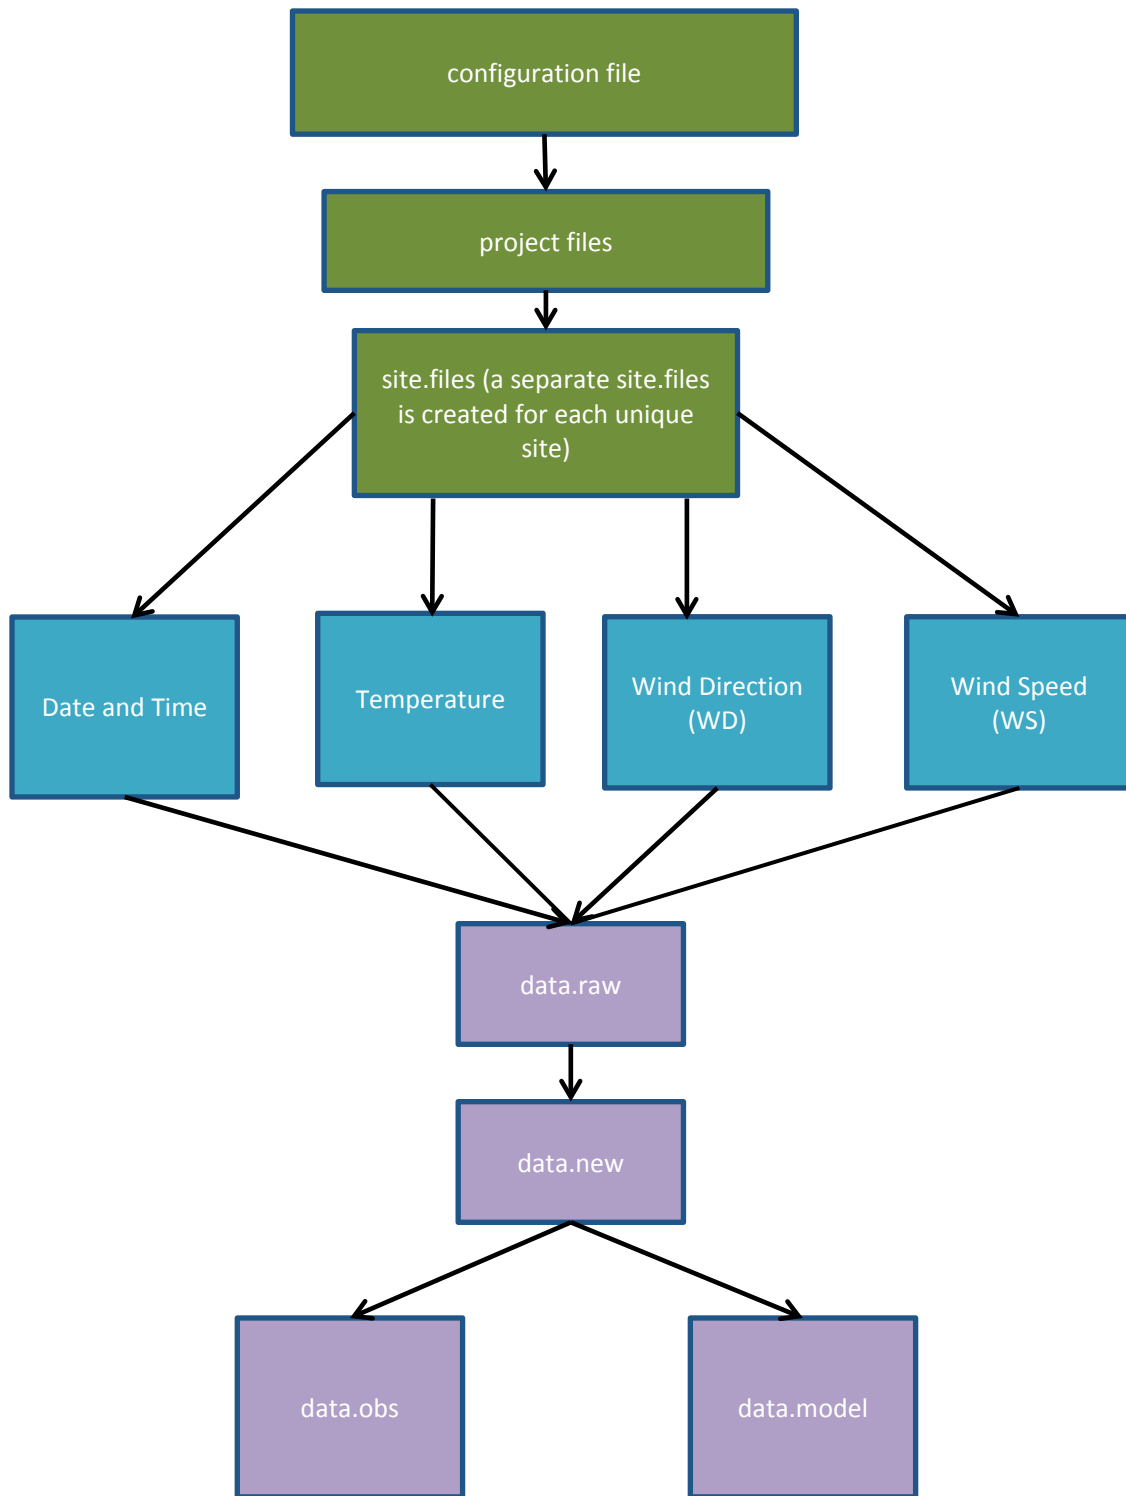 configuration file
project files
site.files (a separate site.files
is created for each unique
site)
Date and Time
Temperature
Wind Direction
(WD)
Wind Speed
(WS)
data.raw
data.new
data.obs
data.model